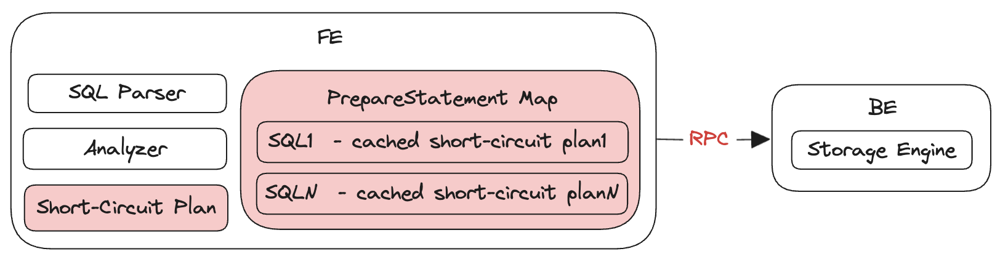 FE
SQL Parser
Analyzer
Short-Circuit Plan
PrepareStatement Map
SQL1 - cached short-circuit plan1
SQLN - cached short-circuit planN
RPC
BE
Storage Engine